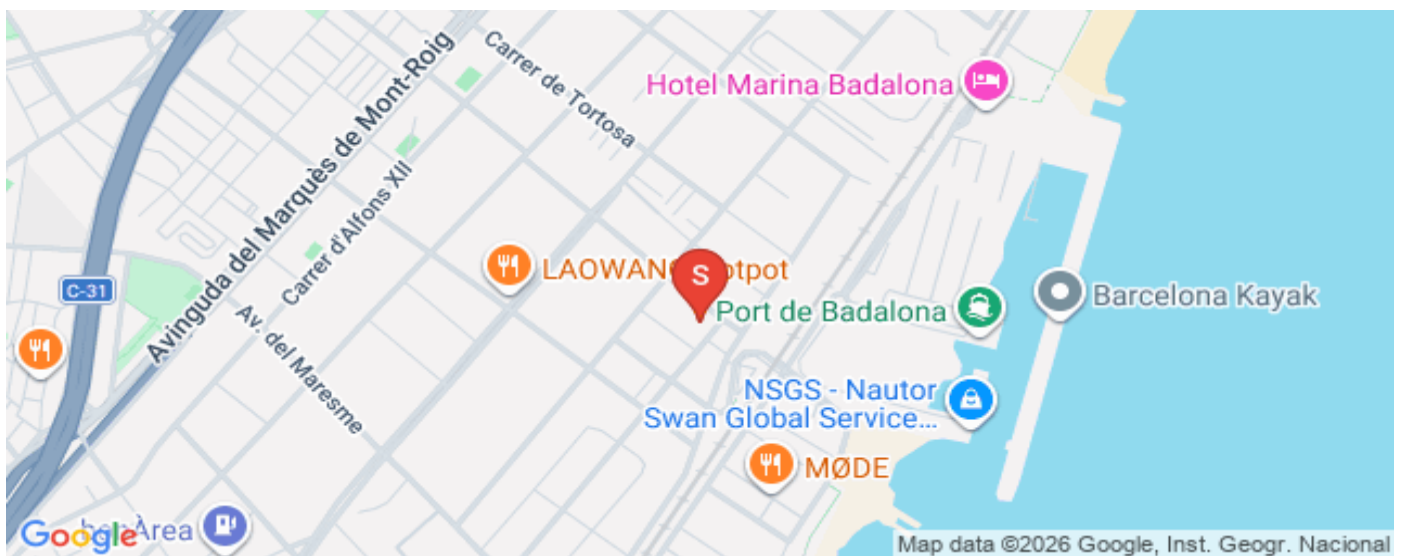 Carrer de Tortosa
Hotel Marina Badalona
Avinguda del Marquès de Mont-Roig
Carrer d'Alfons XII
LAOWANG
S
otpot
C-31
Port de Badalona
Barcelona Kayak
Av. del Maresme
NSGS - Nautor
Swan Global Service...
MØDE
Google
Àrea
Map data ©2026 Google, Inst. Geogr. Nacional